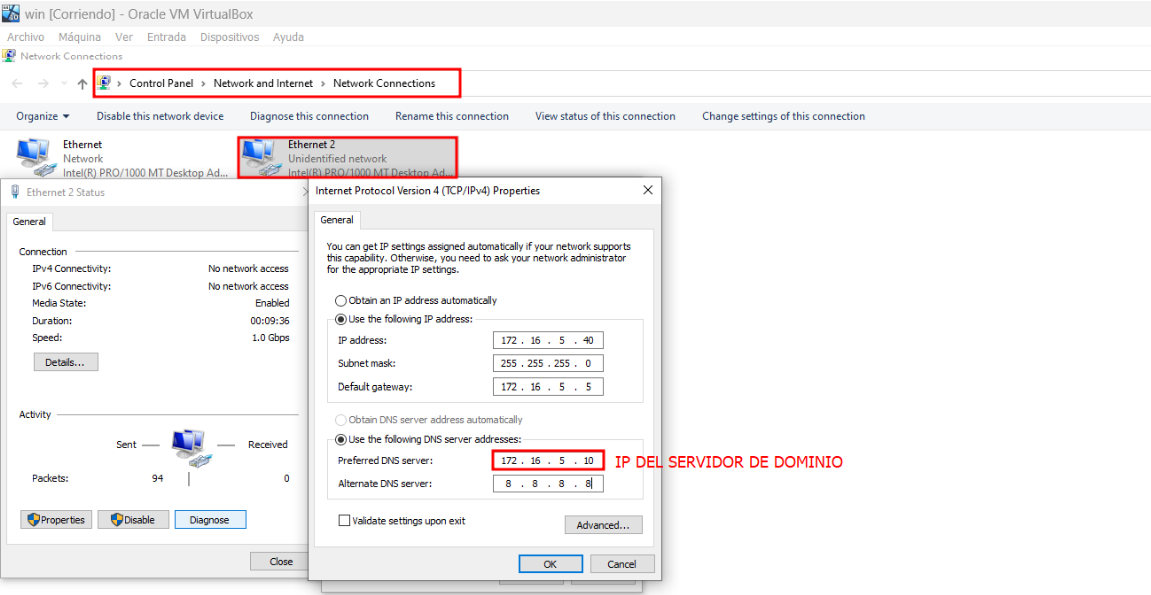 win [Corriendo] - Oracle VM VirtualBox
Archivo Máquina Ver Entrada Dispositivos Ayuda
Network Connections
Control Panel > Network and Internet > Network Connections
Organize Disable this network device Diagnose this connection Rename this connection View status of this connection Change settings of this connection
Ethernet
Network
Intel(R) PRO/1000 MT Desktop Ad...
Ethernet 2
Unidentified network
Intel(R) PRO/1000 MT Desktop Ad...
Ethernet 2 Status
General
Connection
IPv4 Connectivity: No network access
IPv6 Connectivity: No network access
Media State: Enabled
Duration: 00:09:36
Speed: 1.0 Gbps
Details...
Activity
Sent Received
Packets: 94 0
Properties Disable Diagnose
Close
Internet Protocol Version 4 (TCP/IPv4) Properties
General
You can get IP settings assigned automatically if your network supports
this capability. Otherwise, you need to ask your network administrator
for the appropriate IP settings.
Obtain an IP address automatically
Use the following IP address:
IP address: 172 . 16 . 5 . 40
Subnet mask: 255 . 255 . 255 . 0
Default gateway: 172 . 16 . 5 . 5
Obtain DNS server address automatically
Use the following DNS server addresses:
Preferred DNS server: 172 . 16 . 5 . 10 IP DEL SERVIDOR DE DOMINIO
Alternate DNS server: 8 . 8 . 8 . 8
Validate settings upon exit
Advanced...
OK Cancel